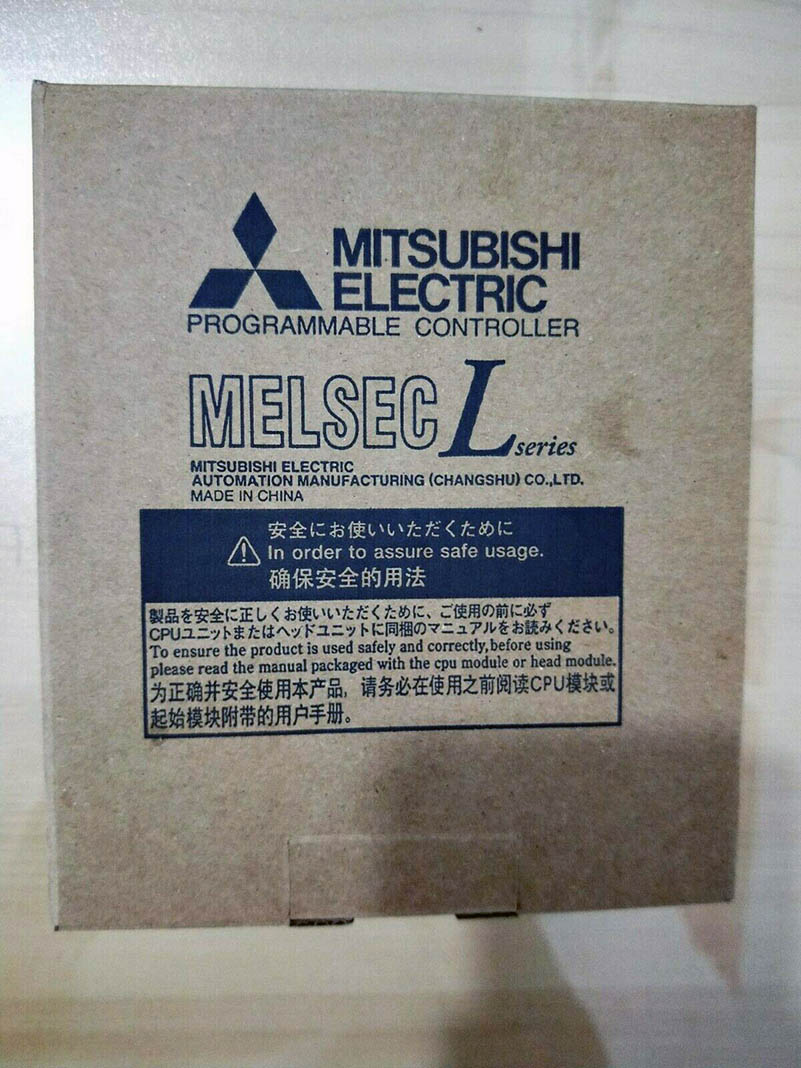 MITSUBISHI
ELECTRIC
PROGRAMMABLE CONTROLLER
MELSEC L series
MITSUBISHI ELECTRIC
AUTOMATION MANUFACTURING (CHANGSHU) CO.,LTD.
MADE IN CHINA
安全にお使いいただくために
In order to assure safe usage.
确保安全的用法
製品を安全に正しくお使いいただくために、ご使用の前に必ず
CPUユニットまたはヘッドユニットに同梱のマニュアルをお読みください。
To ensure the product is used safely and correctly,before using
please read the manual packaged with the cpu module or head module.
为正确并安全使用本产品，请务必在使用之前阅读CPU模块或
起始模块附带的用户手册。